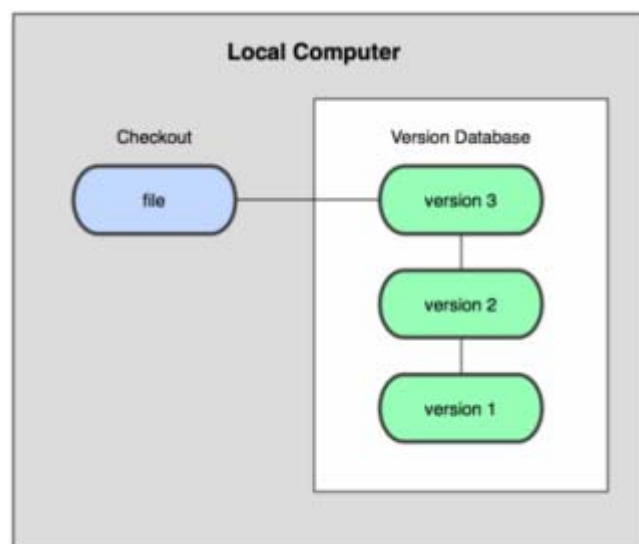 Local Computer
Checkout
Version Database
file
version 3
version 2
version 1